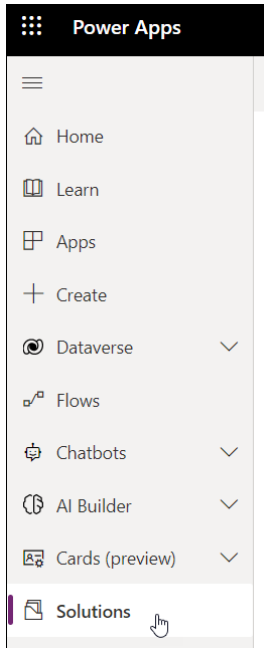 Power Apps
Home
Learn
Apps
Create
Dataverse
Flows
Chatbots
AI Builder
Cards (preview)
Solutions